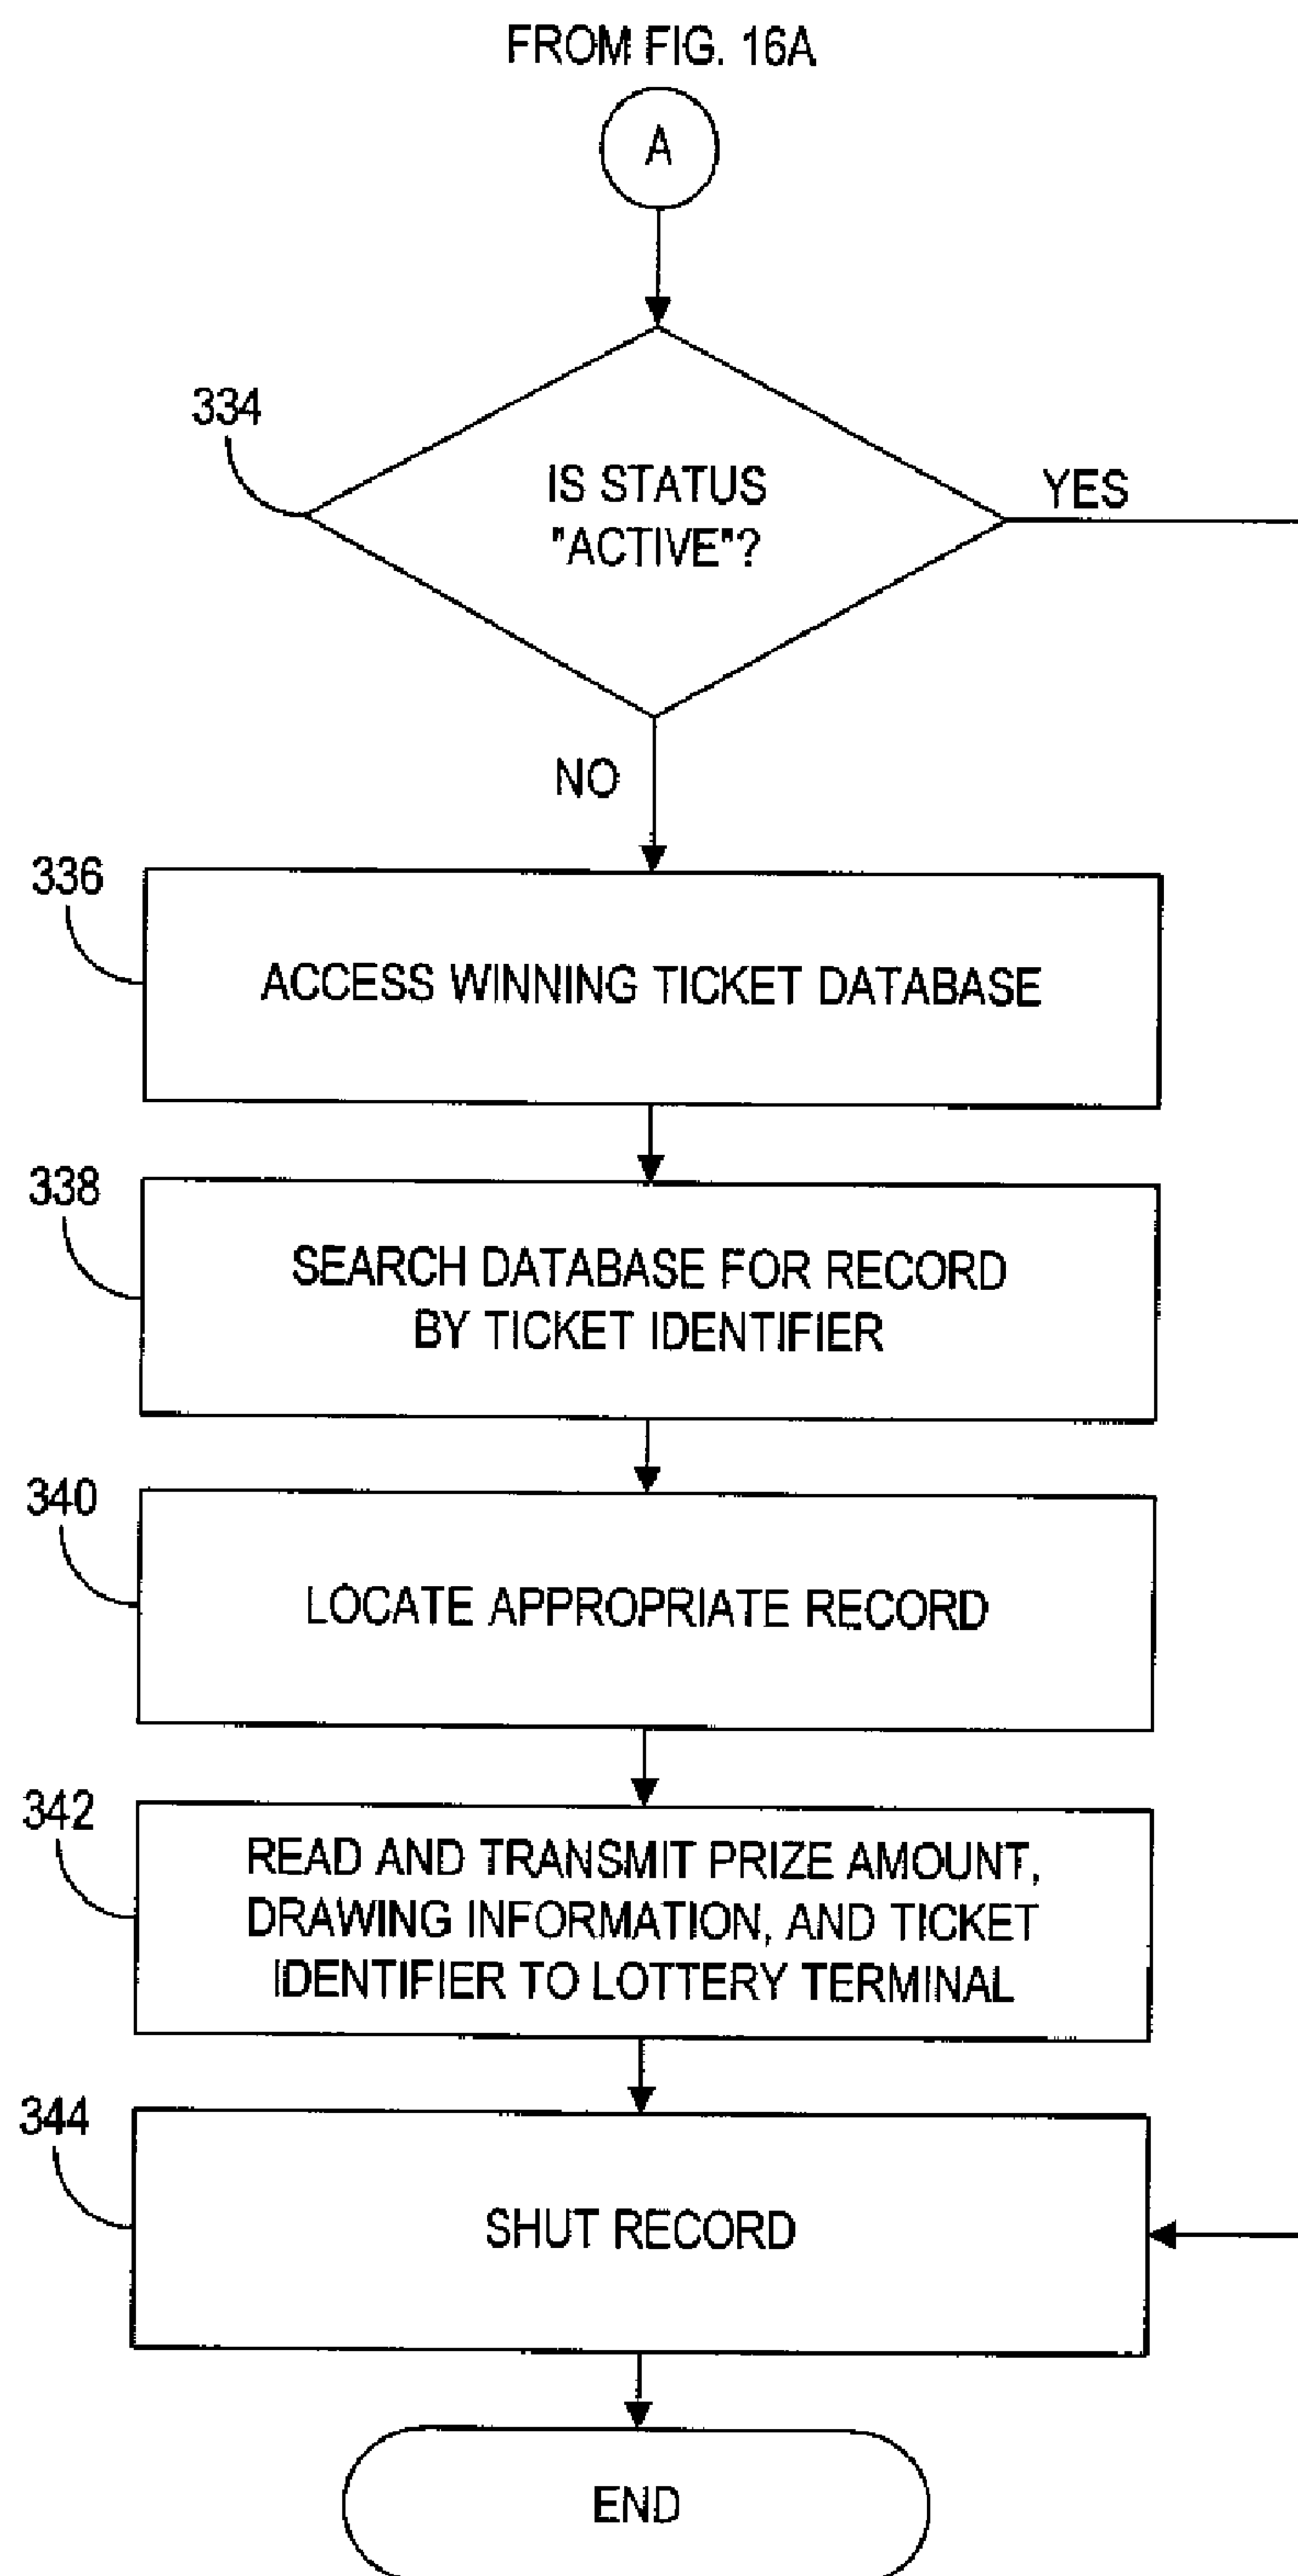 FROM FIG. 16A
A
334
IS STATUS
"ACTIVE"?
YES
NO
336
ACCESS WINNING TICKET DATABASE
338
SEARCH DATABASE FOR RECORD
BY TICKET IDENTIFIER
340
LOCATE APPROPRIATE RECORD
342
READ AND TRANSMIT PRIZE AMOUNT,
DRAWING INFORMATION, AND TICKET
IDENTIFIER TO LOTTERY TERMINAL
344
SHUT RECORD
END